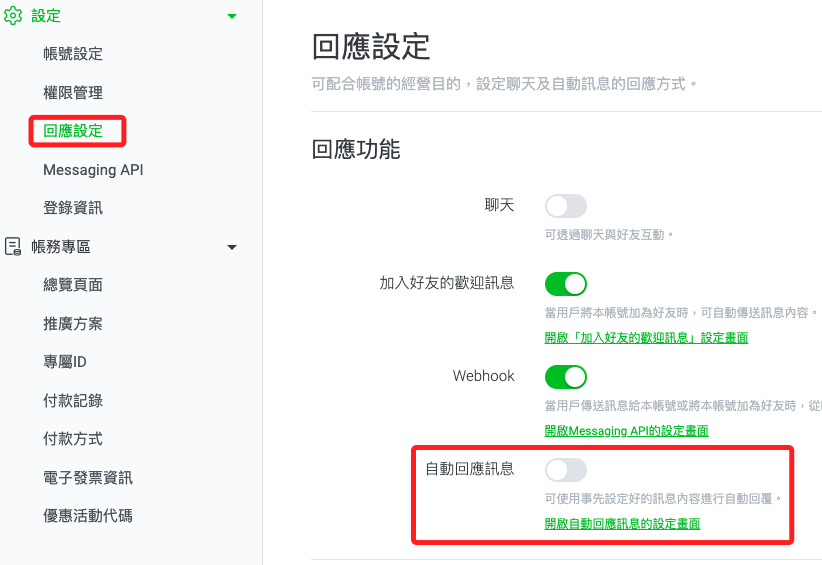 設定
帳號設定
權限管理
回應設定
Messaging API
登錄資訊
帳務專區
總覽頁面
推廣方案
專屬ID
付款記錄
付款方式
電子發票資訊
優惠活動代碼
回應設定
可配合帳號的經營目的，設定聊天及自動訊息的回應方式。
回應功能
聊天
可透過聊天與好友互動。
加入好友的歡迎訊息
當用戶將本帳號加為好友時，可自動傳送訊息內容。
開啟「加入好友的歡迎訊息」設定畫面
Webhook
當用戶傳送訊息給本帳號或將本帳號加為好友時，從
開啟Messaging API的設定畫面
自動回應訊息
可使用事先設定好的訊息內容進行自動回覆。
開啟自動回應訊息的設定畫面